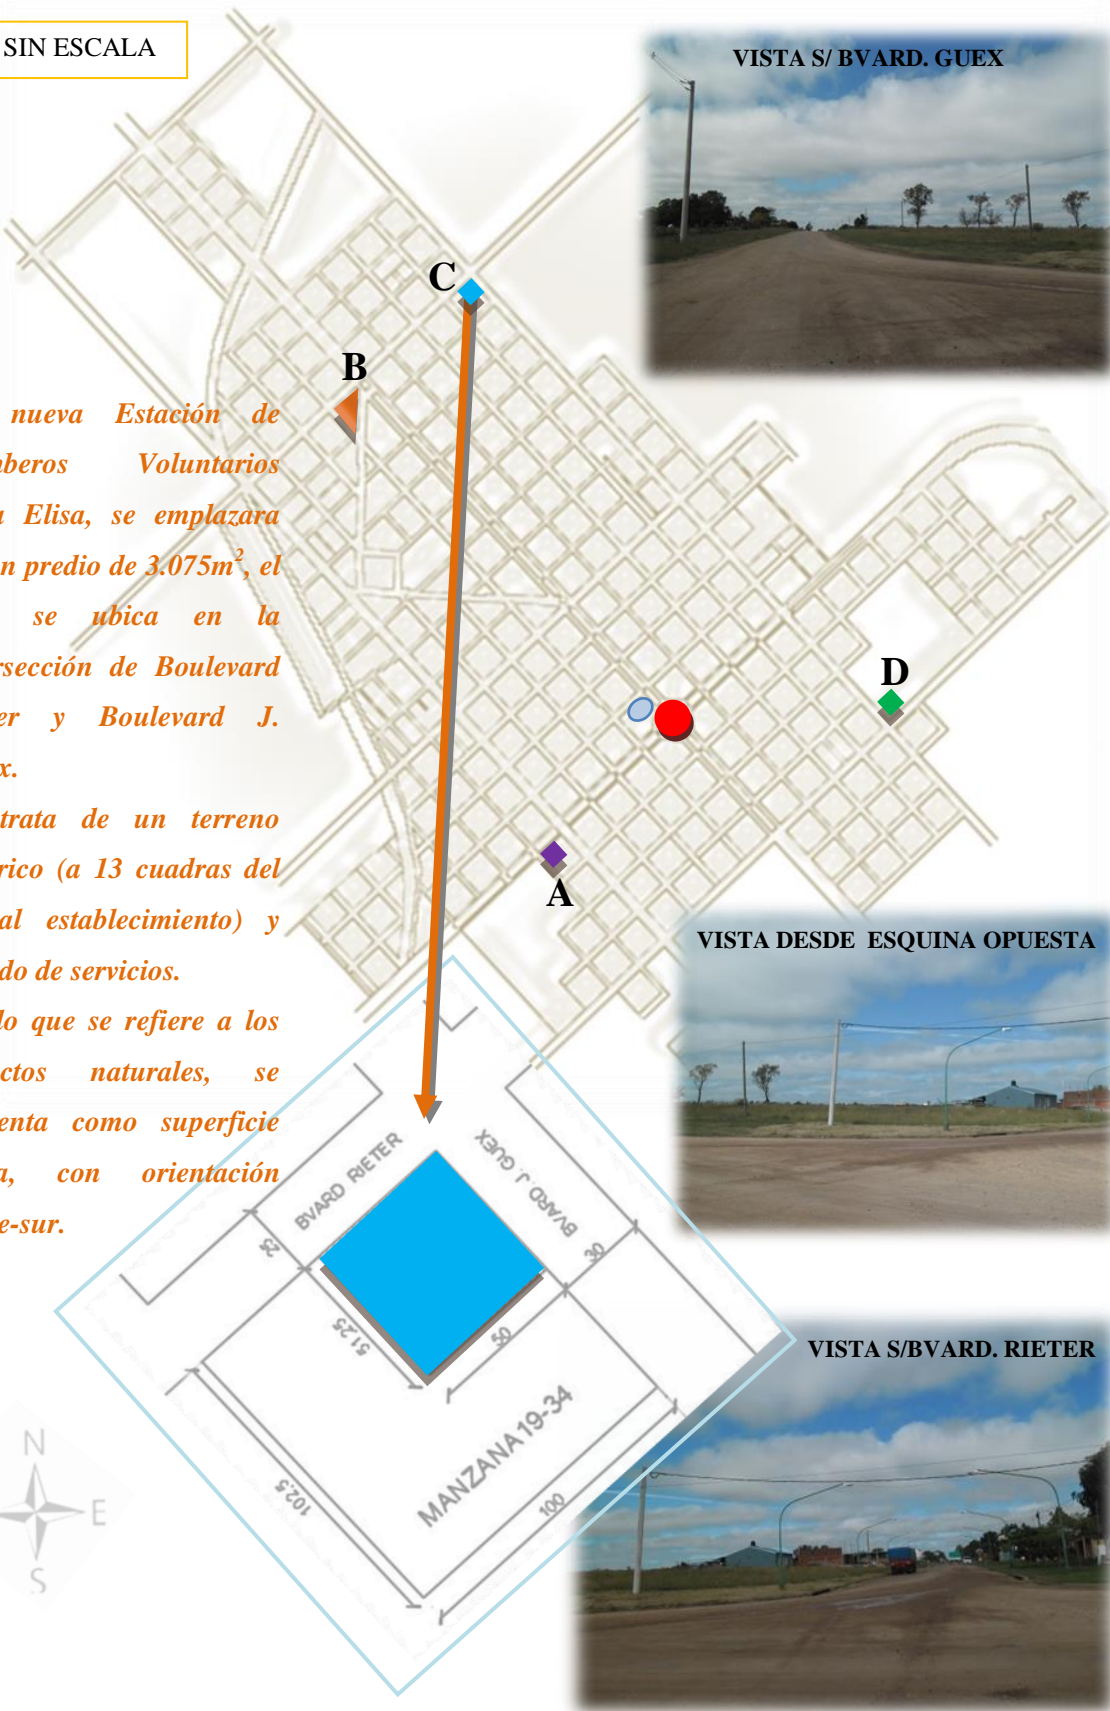 SIN ESCALA
VISTA S/ BVARD. GUEX
C
B
nueva Estación de
mberos Voluntarios
a Elisa, se emplazara
n predio de 3.075m², el
se ubica en la
rsección de Boulevard
er y Boulevard J.
x.
trata de un terreno
érico (a 13 cuadras del
al establecimiento) y
do de servicios.
lo que se refiere a los
ctos naturales, se
enta como superficie
a, con orientación
e-sur.
D
A
VISTA DESDE ESQUINA OPUESTA
BVARD RIETER
BVARD. J. GUEX
25
30
51,25
50
MANZANA 19-34
102,5
100
VISTA S/BVARD. RIETER
N
E
S